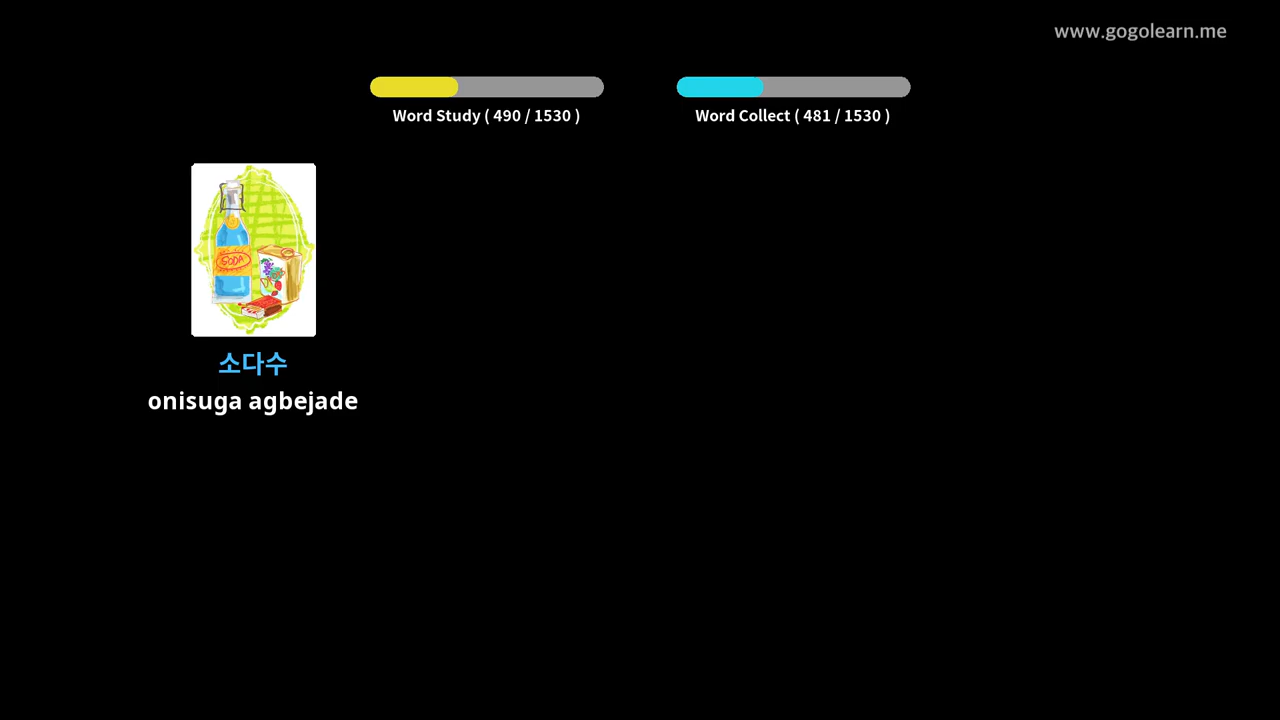 www.gogolearn.me
Word Study ( 490 / 1530 )
Word Collect ( 481 / 1530 )
SODA
소다수
onisuga agbejade